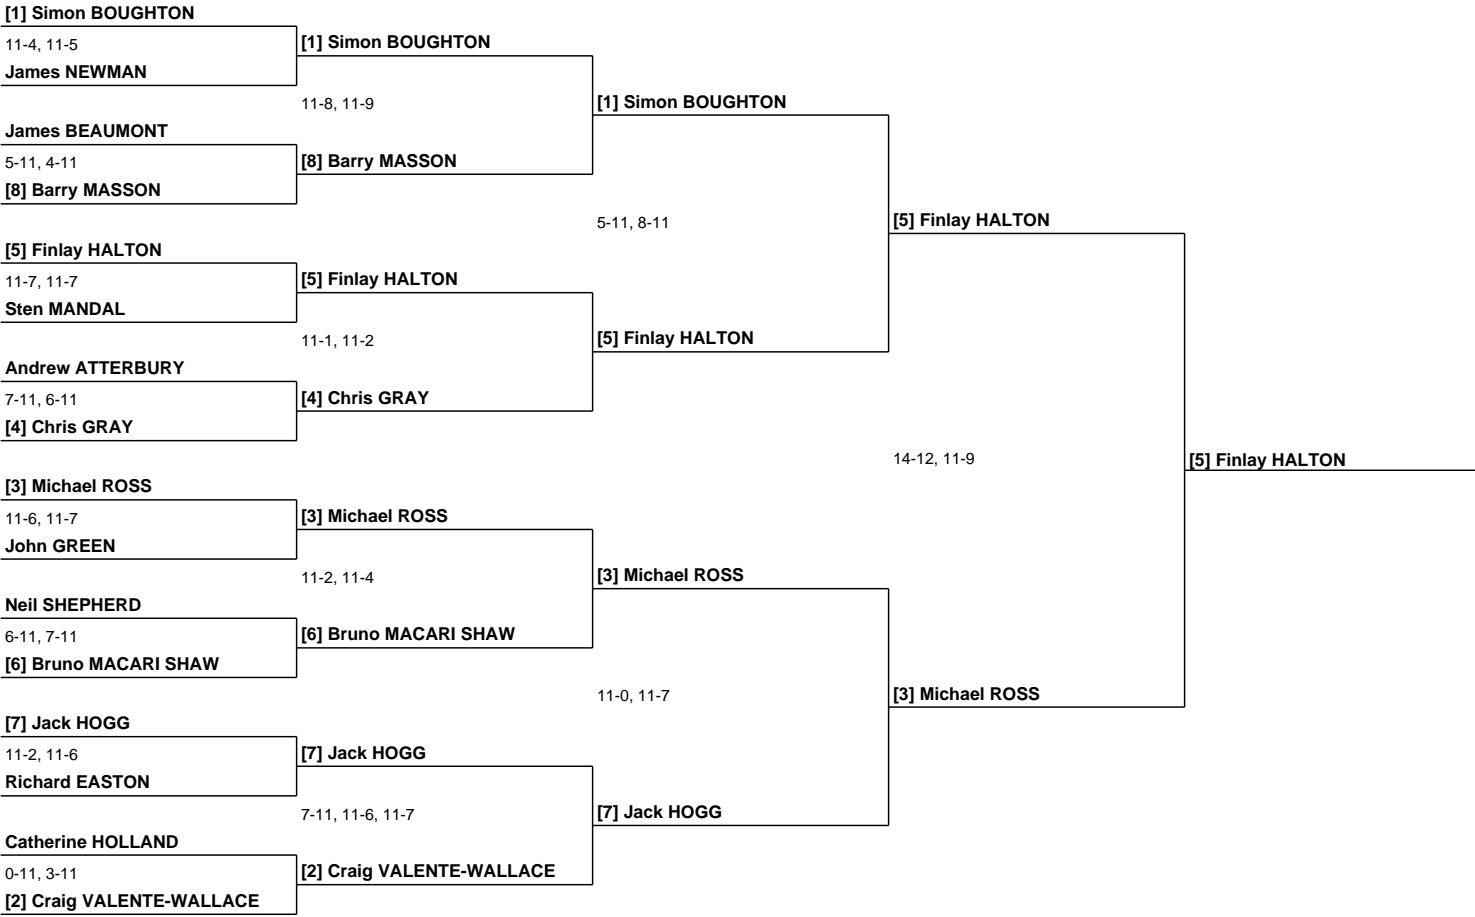 [1] Simon BOUGHTON
11-4, 11-5
James NEWMAN
James BEAUMONT
5-11, 4-11
[8] Barry MASSON
[5] Finlay HALTON
11-7, 11-7
Sten MANDAL
Andrew ATTERBURY
7-11, 6-11
[4] Chris GRAY
[3] Michael ROSS
11-6, 11-7
John GREEN
Neil SHEPHERD
6-11, 7-11
[6] Bruno MACARI SHAW
[7] Jack HOGG
11-2, 11-6
Richard EASTON
Catherine HOLLAND
0-11, 3-11
[2] Craig VALENTE-WALLACE
[1] Simon BOUGHTON
11-8, 11-9
[8] Barry MASSON
[5] Finlay HALTON
11-1, 11-2
[4] Chris GRAY
[3] Michael ROSS
11-2, 11-4
[6] Bruno MACARI SHAW
[7] Jack HOGG
7-11, 11-6, 11-7
[2] Craig VALENTE-WALLACE
[1] Simon BOUGHTON
5-11, 8-11
[5] Finlay HALTON
[3] Michael ROSS
11-0, 11-7
[7] Jack HOGG
[5] Finlay HALTON
14-12, 11-9
[3] Michael ROSS
[5] Finlay HALTON